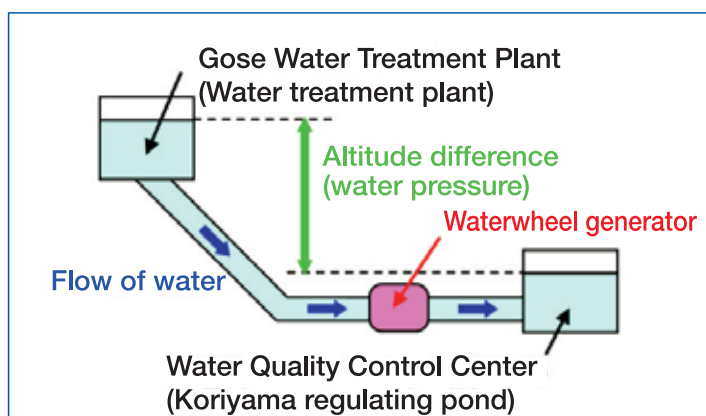 Gose Water Treatment Plant
(Water treatment plant)
Altitude difference
(water pressure)
Waterwheel generator
Flow of water
Water Quality Control Center
(Koriyama regulating pond)